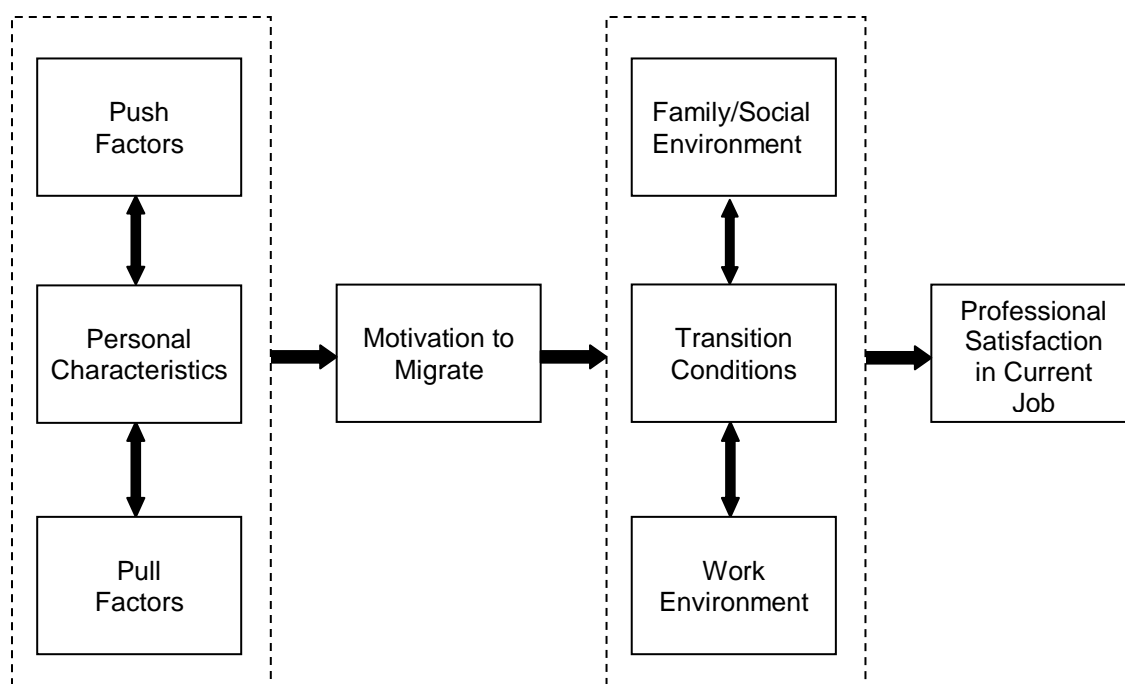 Push
Factors
Personal
Characteristics
Pull
Factors
Motivation to
Migrate
Family/Social
Environment
Transition
Conditions
Work
Environment
Professional
Satisfaction
in Current
Job